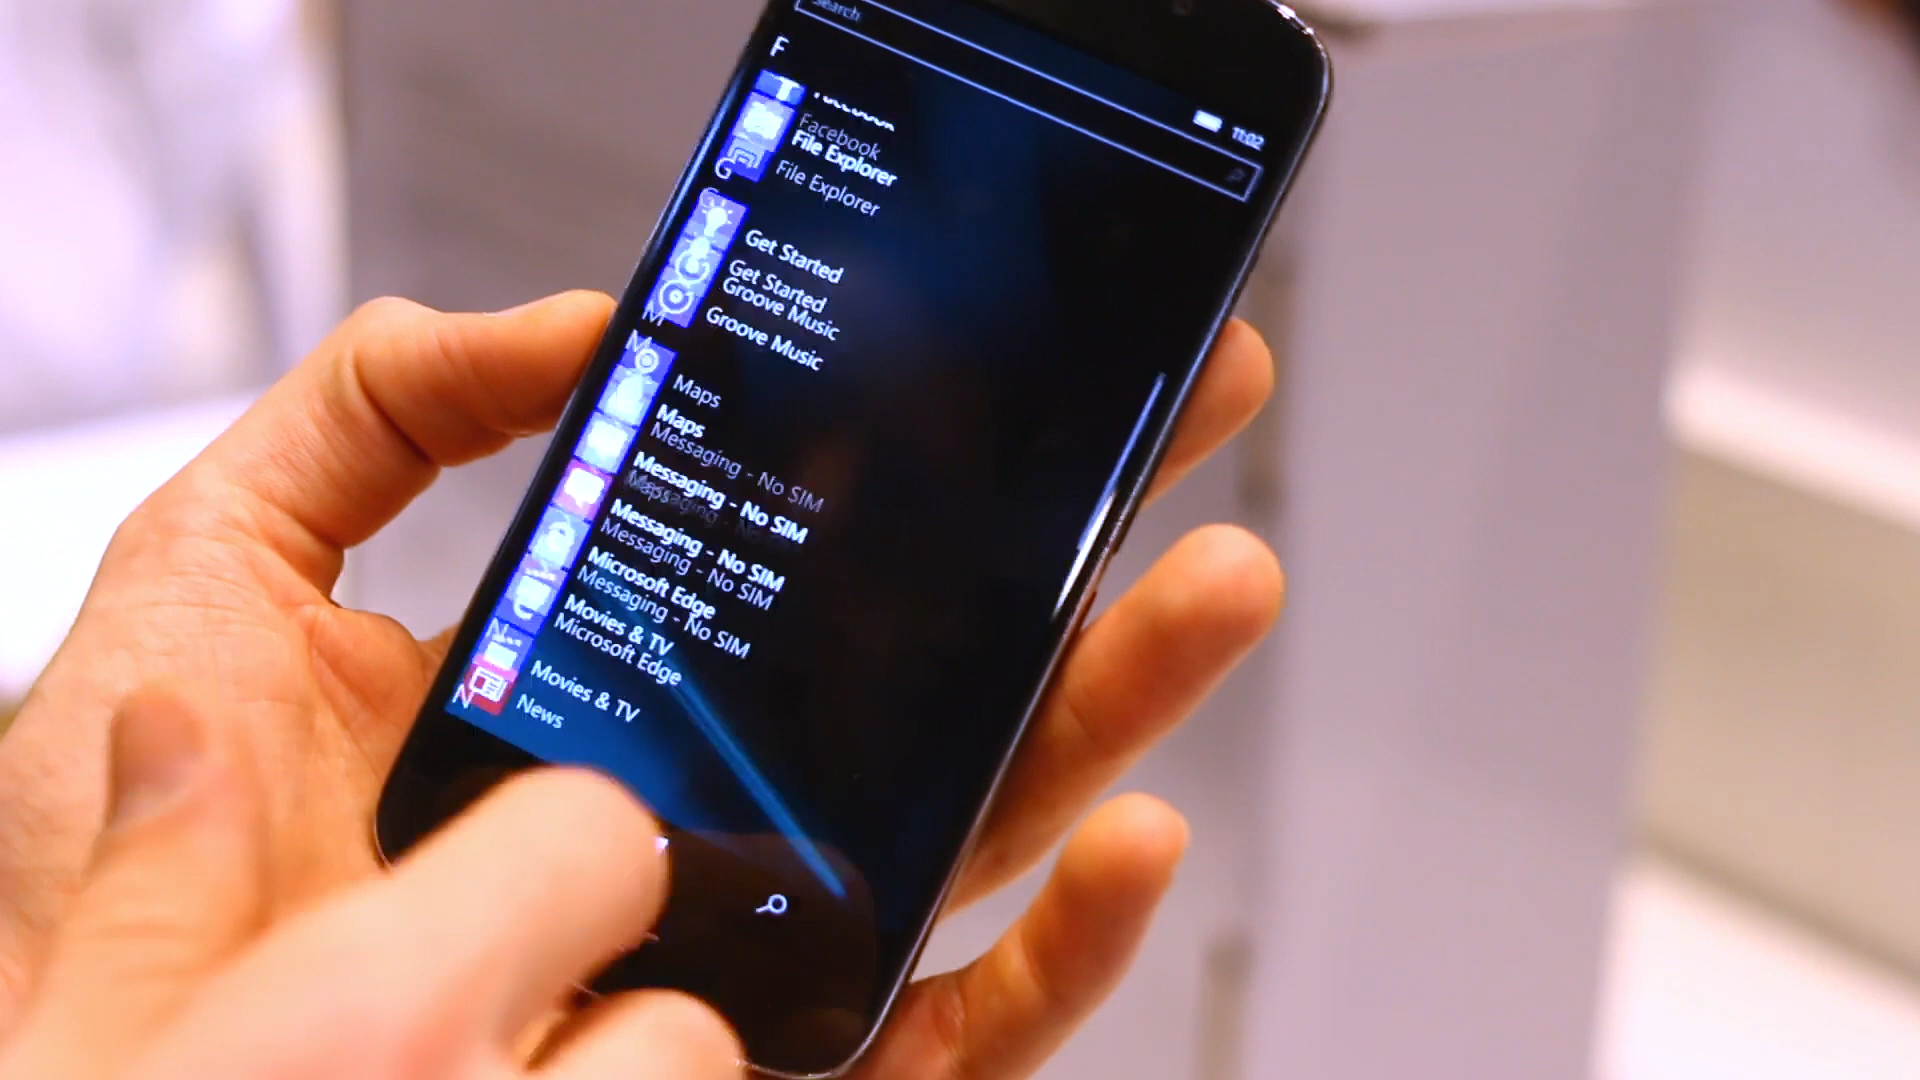 Search
11:02
F
Facebook
Facebook
File Explorer
File Explorer
G
G
Get Started
Get Started
Groove Music
Groove Music
M
M
Maps
Maps
Messaging - No SIM
Messaging - No SIM
Maps
Messaging - No SIM
Messaging - No SIM
Microsoft Edge
Messaging - No SIM
Movies & TV
Microsoft Edge
N
Movies & TV
N
News